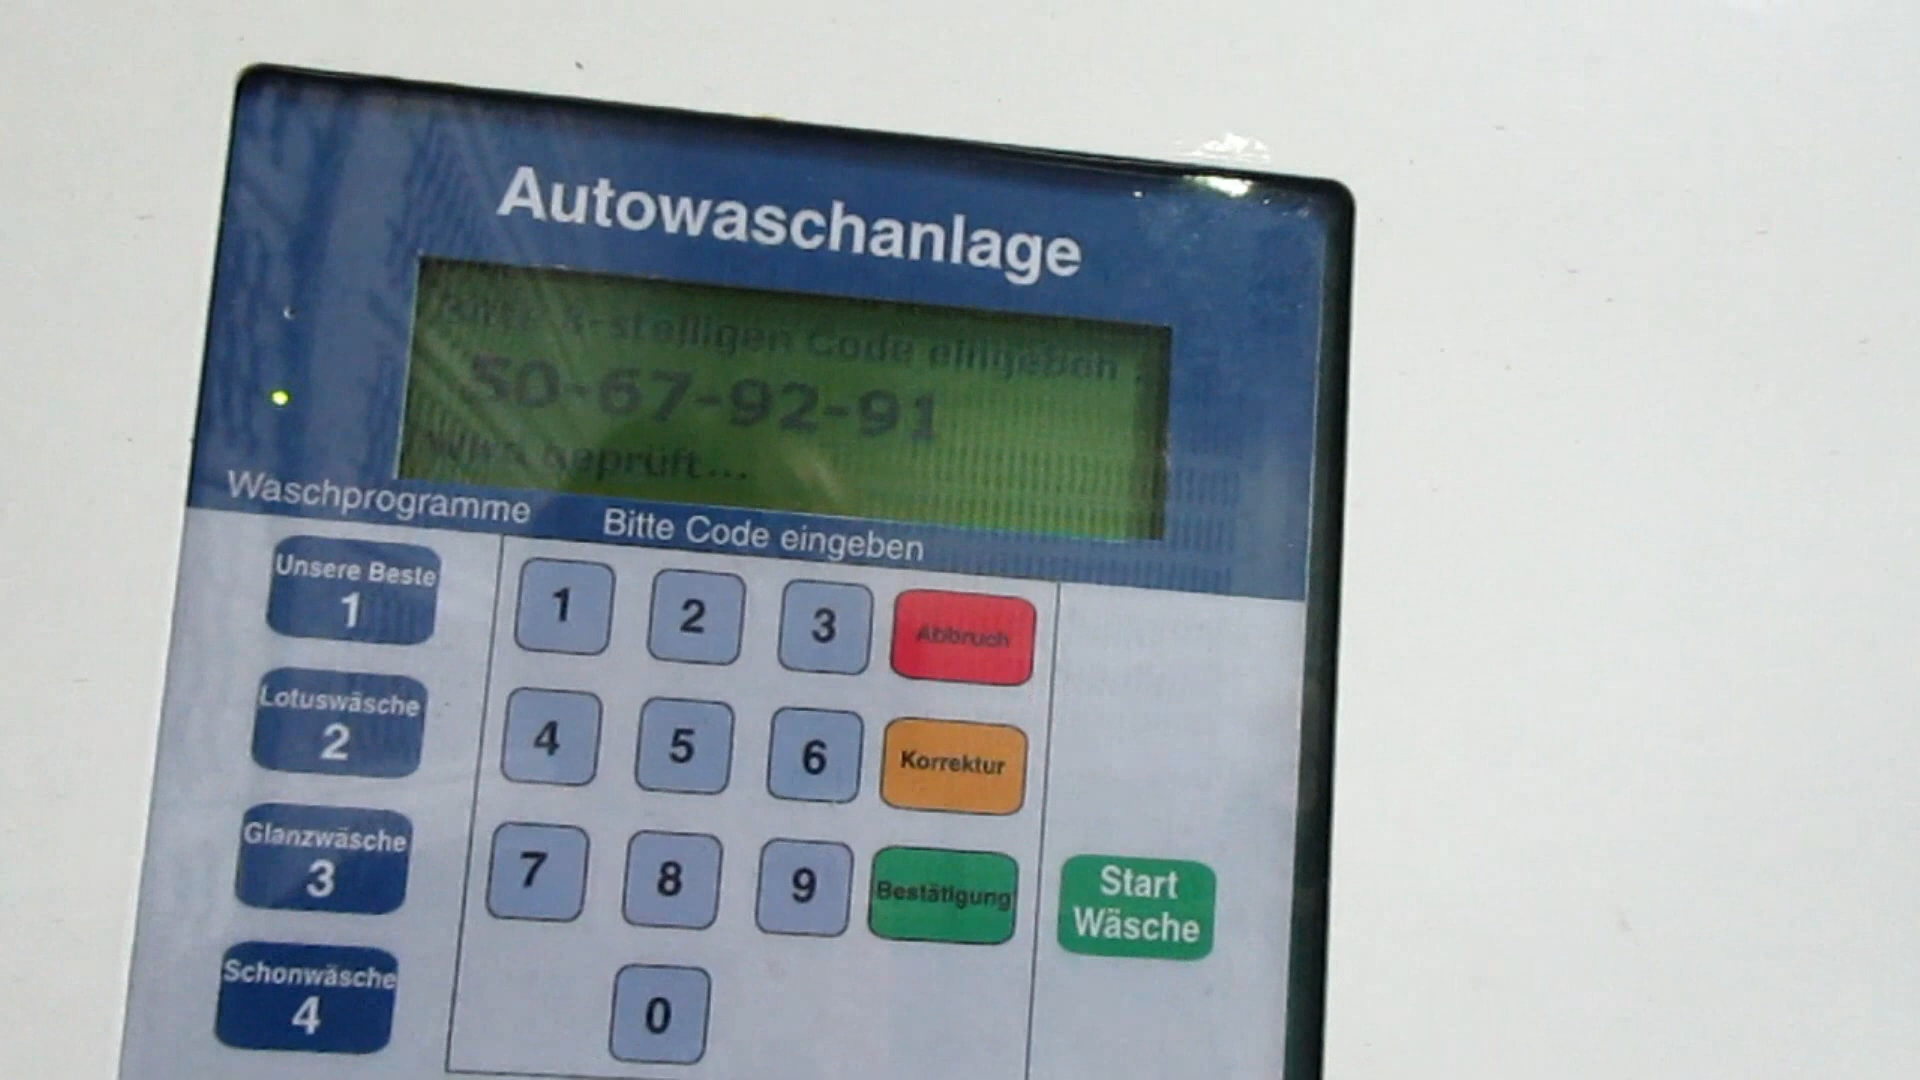 Autowaschanlage
Bitte 8-stelligen Code eingeben :
50-67-92-91
Wird geprüft...
Waschprogramme
Bitte Code eingeben
Unsere Beste
1
Lotuswäsche
2
Glanzwäsche
3
Schonwäsche
4
1 2 3 Abbruch
4 5 6 Korrektur
7 8 9 Bestätigung
0
Start
Wäsche